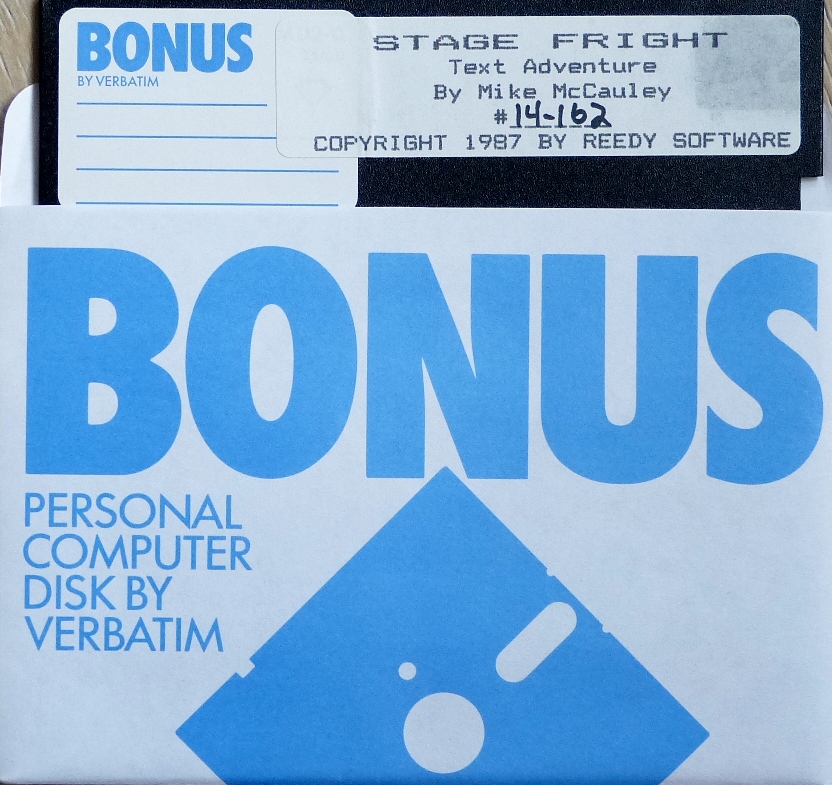 BONUS
BY VERBATIM
STAGE FRIGHT
Text Adventure
By Mike McCauley
#14-162
COPYRIGHT 1987 BY REEDY SOFTWARE
BONUS
PERSONAL
COMPUTER
DISK BY
VERBATIM